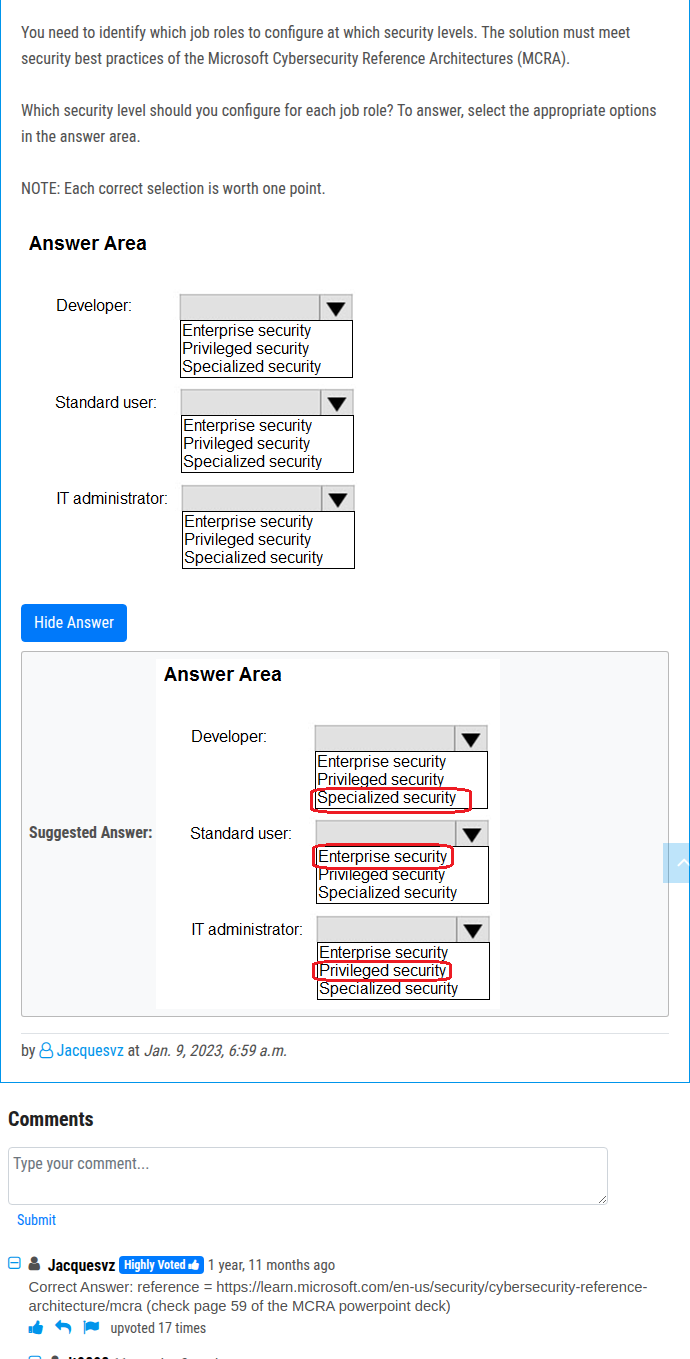 You need to identify which job roles to configure at which security levels. The solution must meet
security best practices of the Microsoft Cybersecurity Reference Architectures (MCRA).
Which security level should you configure for each job role? To answer, select the appropriate options
in the answer area.
NOTE: Each correct selection is worth one point.
Answer Area
Developer:
Enterprise security
Privileged security
Specialized security
Standard user:
Enterprise security
Privileged security
Specialized security
IT administrator:
Enterprise security
Privileged security
Specialized security
Hide Answer
Suggested Answer:
Answer Area
Developer:
Enterprise security
Privileged security
Specialized security
Standard user:
Enterprise security
Privileged security
Specialized security
IT administrator:
Enterprise security
Privileged security
Specialized security
by Jacquesvz at Jan. 9, 2023, 6:59 a.m.
Comments
Type your comment...
Submit
Jacquesvz Highly Voted 1 year, 11 months ago
Correct Answer: reference = https://learn.microsoft.com/en-us/security/cybersecurity-reference-
architecture/mcra (check page 59 of the MCRA powerpoint deck)
upvoted 17 times